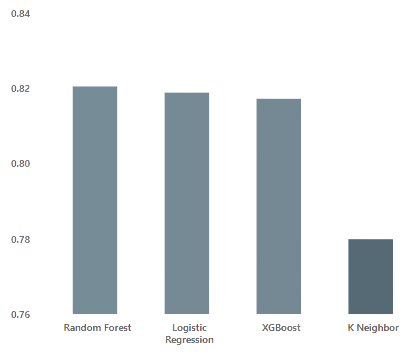 0.84
0.82
0.80
0.78
0.76
Random Forest
Logistic
Regression
XGBoost
K Neighbor